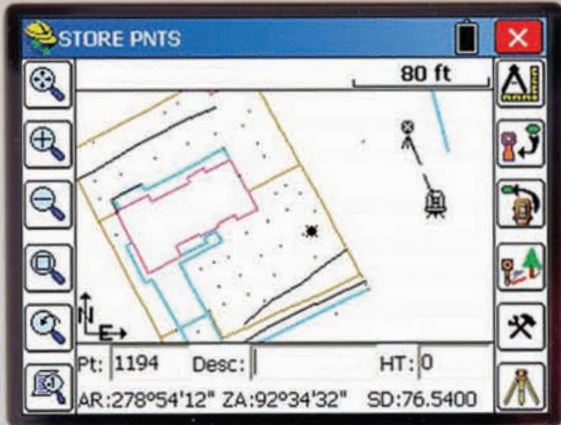 STORE PNTS
80 ft
N
E
Pt: 1194 Desc: HT: 0
AR:278°54'12" ZA:92°34'32" SD:76.5400